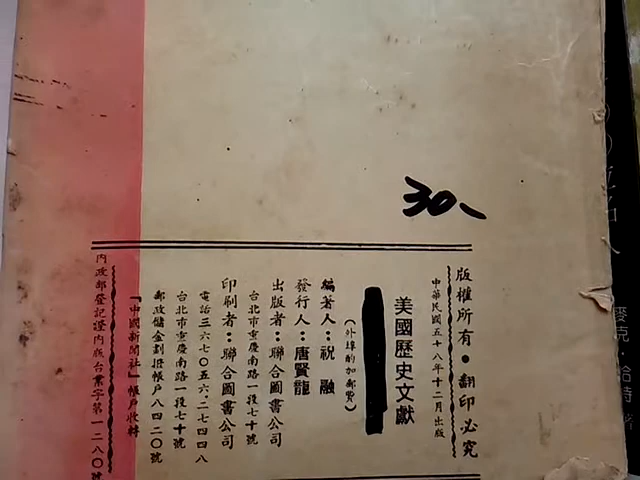 30、
版權所有●翻印必究
中華民國五十八年十二月出版
美國歷史文獻
(外埠酌加郵費)
編著人:祝融
發行人:唐賢龍
出版者:聯合圖書公司
台北市重慶南路一段七十號
印刷者:聯合圖書公司
電話三六七〇五六.二七四四八
台北市重慶南路一段七十號
郵政儲金劃撥帳戶八四二〇號
『中國新聞社』帳戶收轉
內政部登記證內版台業字第一二八〇號
麥克·哈特 著